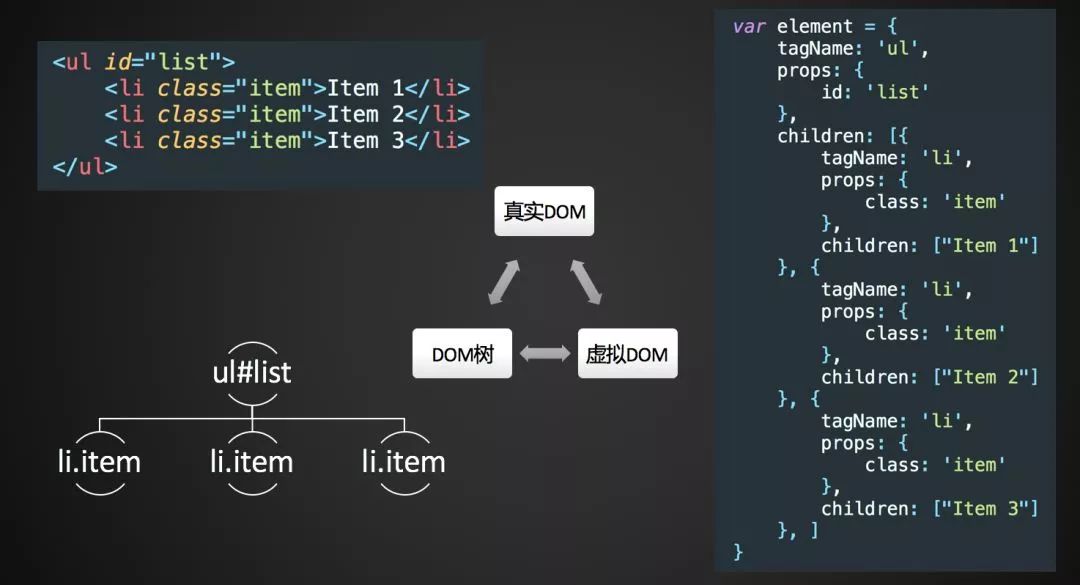 <ul id="list">
    <li class="item">Item 1</li>
    <li class="item">Item 2</li>
    <li class="item">Item 3</li>
</ul>
真实DOM
DOM树
虚拟DOM
ul#list
li.item
li.item
li.item
var element = {
    tagName: 'ul',
    props: {
        id: 'list'
    },
    children: [{
        tagName: 'li',
        props: {
            class: 'item'
        },
        children: ["Item 1"]
    }, {
        tagName: 'li',
        props: {
            class: 'item'
        },
        children: ["Item 2"]
    }, {
        tagName: 'li',
        props: {
            class: 'item'
        },
        children: ["Item 3"]
    }, ]
}